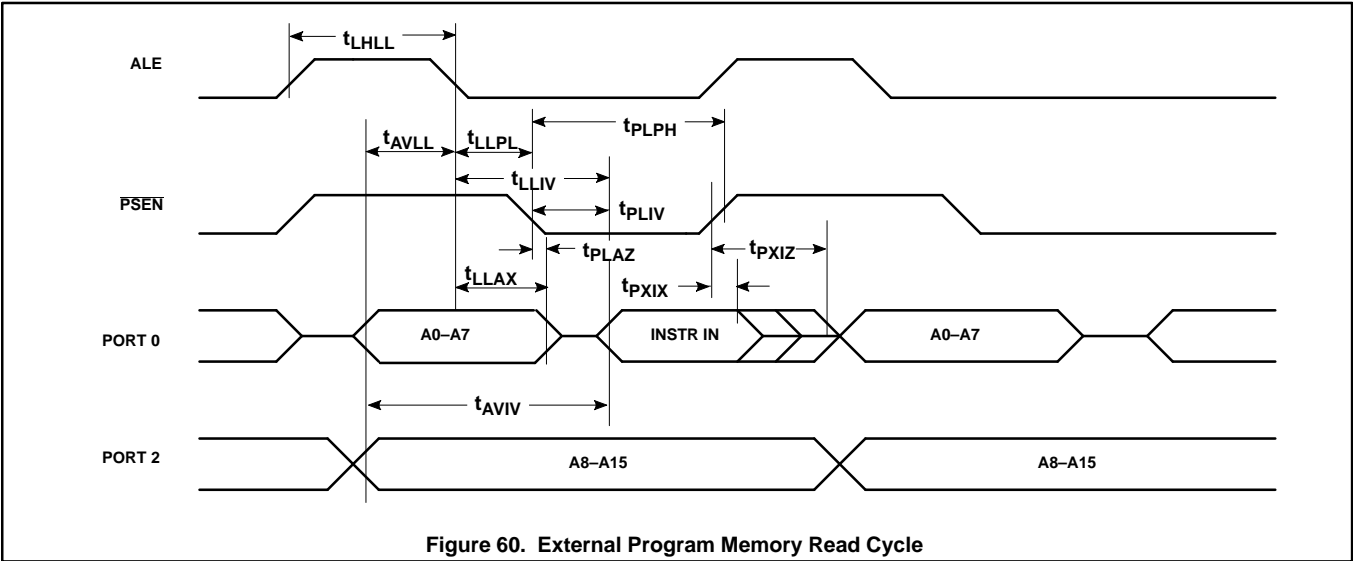 tLHLL
ALE
tPLPH
tAVLL tLLPL
tLLIV
PSEN
tPLIV
tPLAZ tPXIZ
tLLAX
tPXIX
PORT 0 A0–A7 INSTR IN A0–A7
tAVIV
PORT 2 A8–A15 A8–A15
Figure 60. External Program Memory Read Cycle